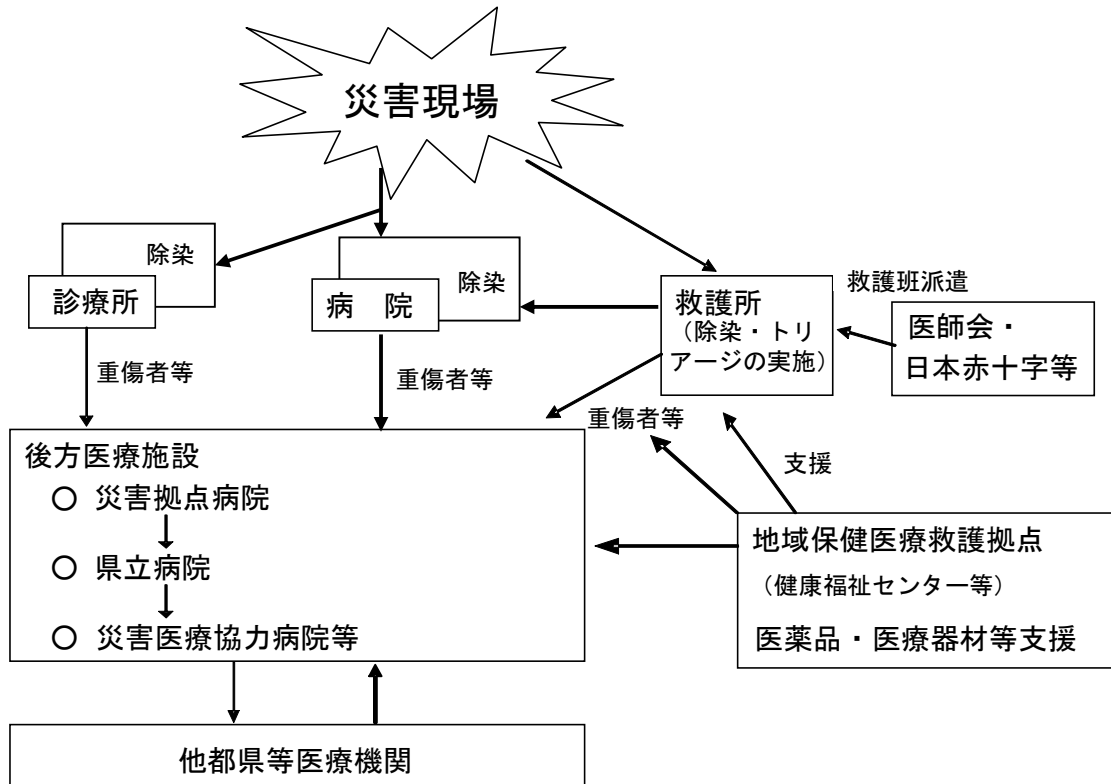 災害現場
除染
診療所
除染
病　院
救護所
（除染・トリ
アージの実施）
救護班派遣
医師会・
日本赤十字等
重傷者等
重傷者等
重傷者等
支援
後方医療施設
○ 災害拠点病院
○ 県立病院
○ 災害医療協力病院等
地域保健医療救護拠点
（健康福祉センター等）
医薬品・医療器材等支援
他都県等医療機関